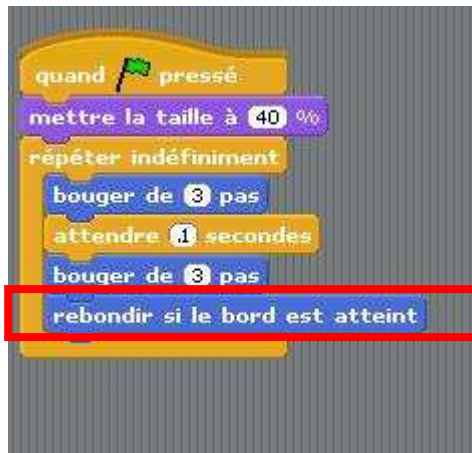 quand pressé
mettre la taille à 40 %
répéter indéfiniment
bouger de 3 pas
attendre .1 secondes
bouger de 3 pas
rebondir si le bord est atteint